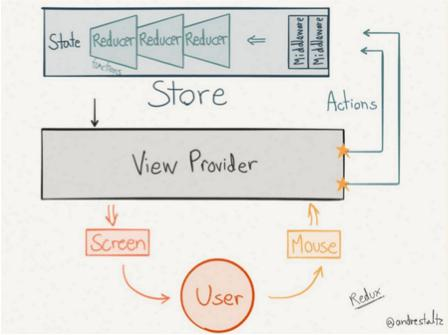 State
Reducer
Reducer
Reducer
functions
Middleware
Middleware
Store
Actions
View Provider
Screen
Mouse
User
Redux
@andrestaltz